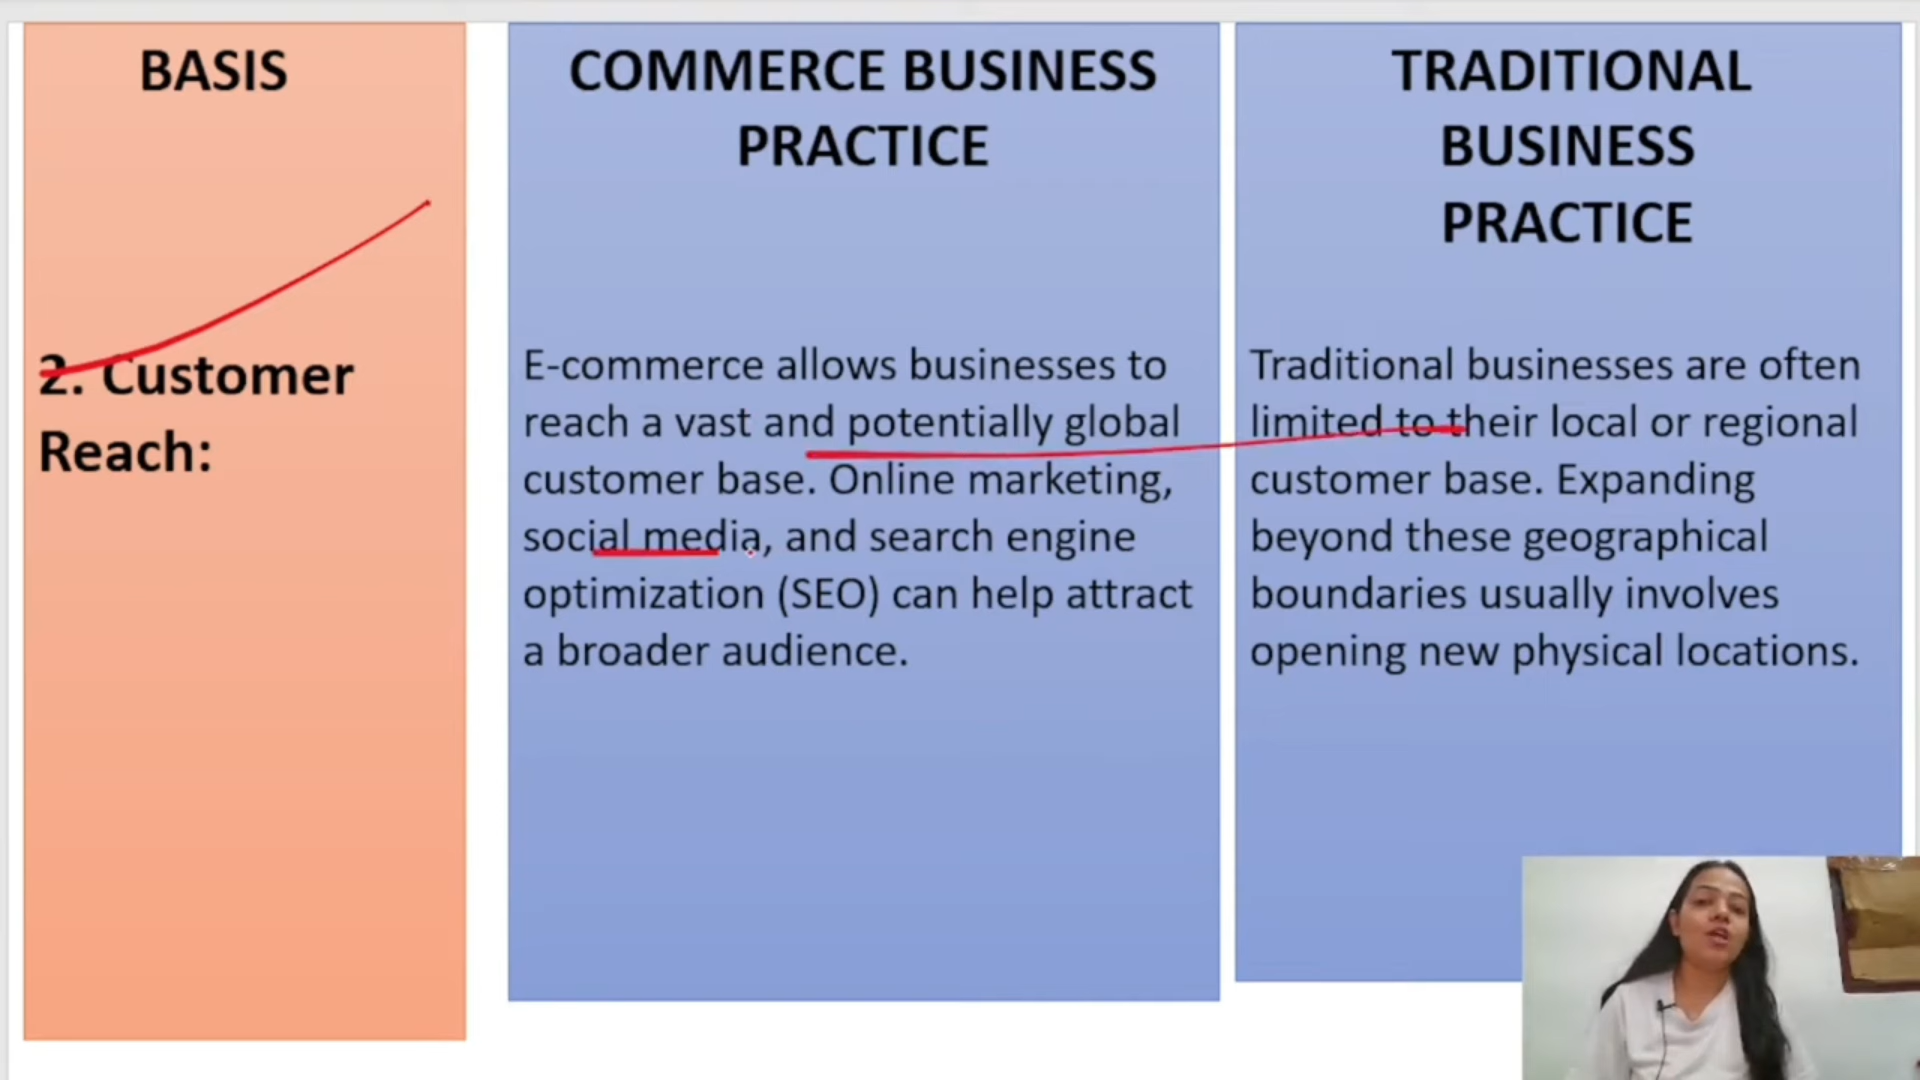 BASIS
2. Customer
Reach:
COMMERCE BUSINESS
PRACTICE
E-commerce allows businesses to
reach a vast and potentially global
customer base. Online marketing,
social media, and search engine
optimization (SEO) can help attract
a broader audience.
TRADITIONAL
BUSINESS
PRACTICE
Traditional businesses are often
limited to their local or regional
customer base. Expanding
beyond these geographical
boundaries usually involves
opening new physical locations.